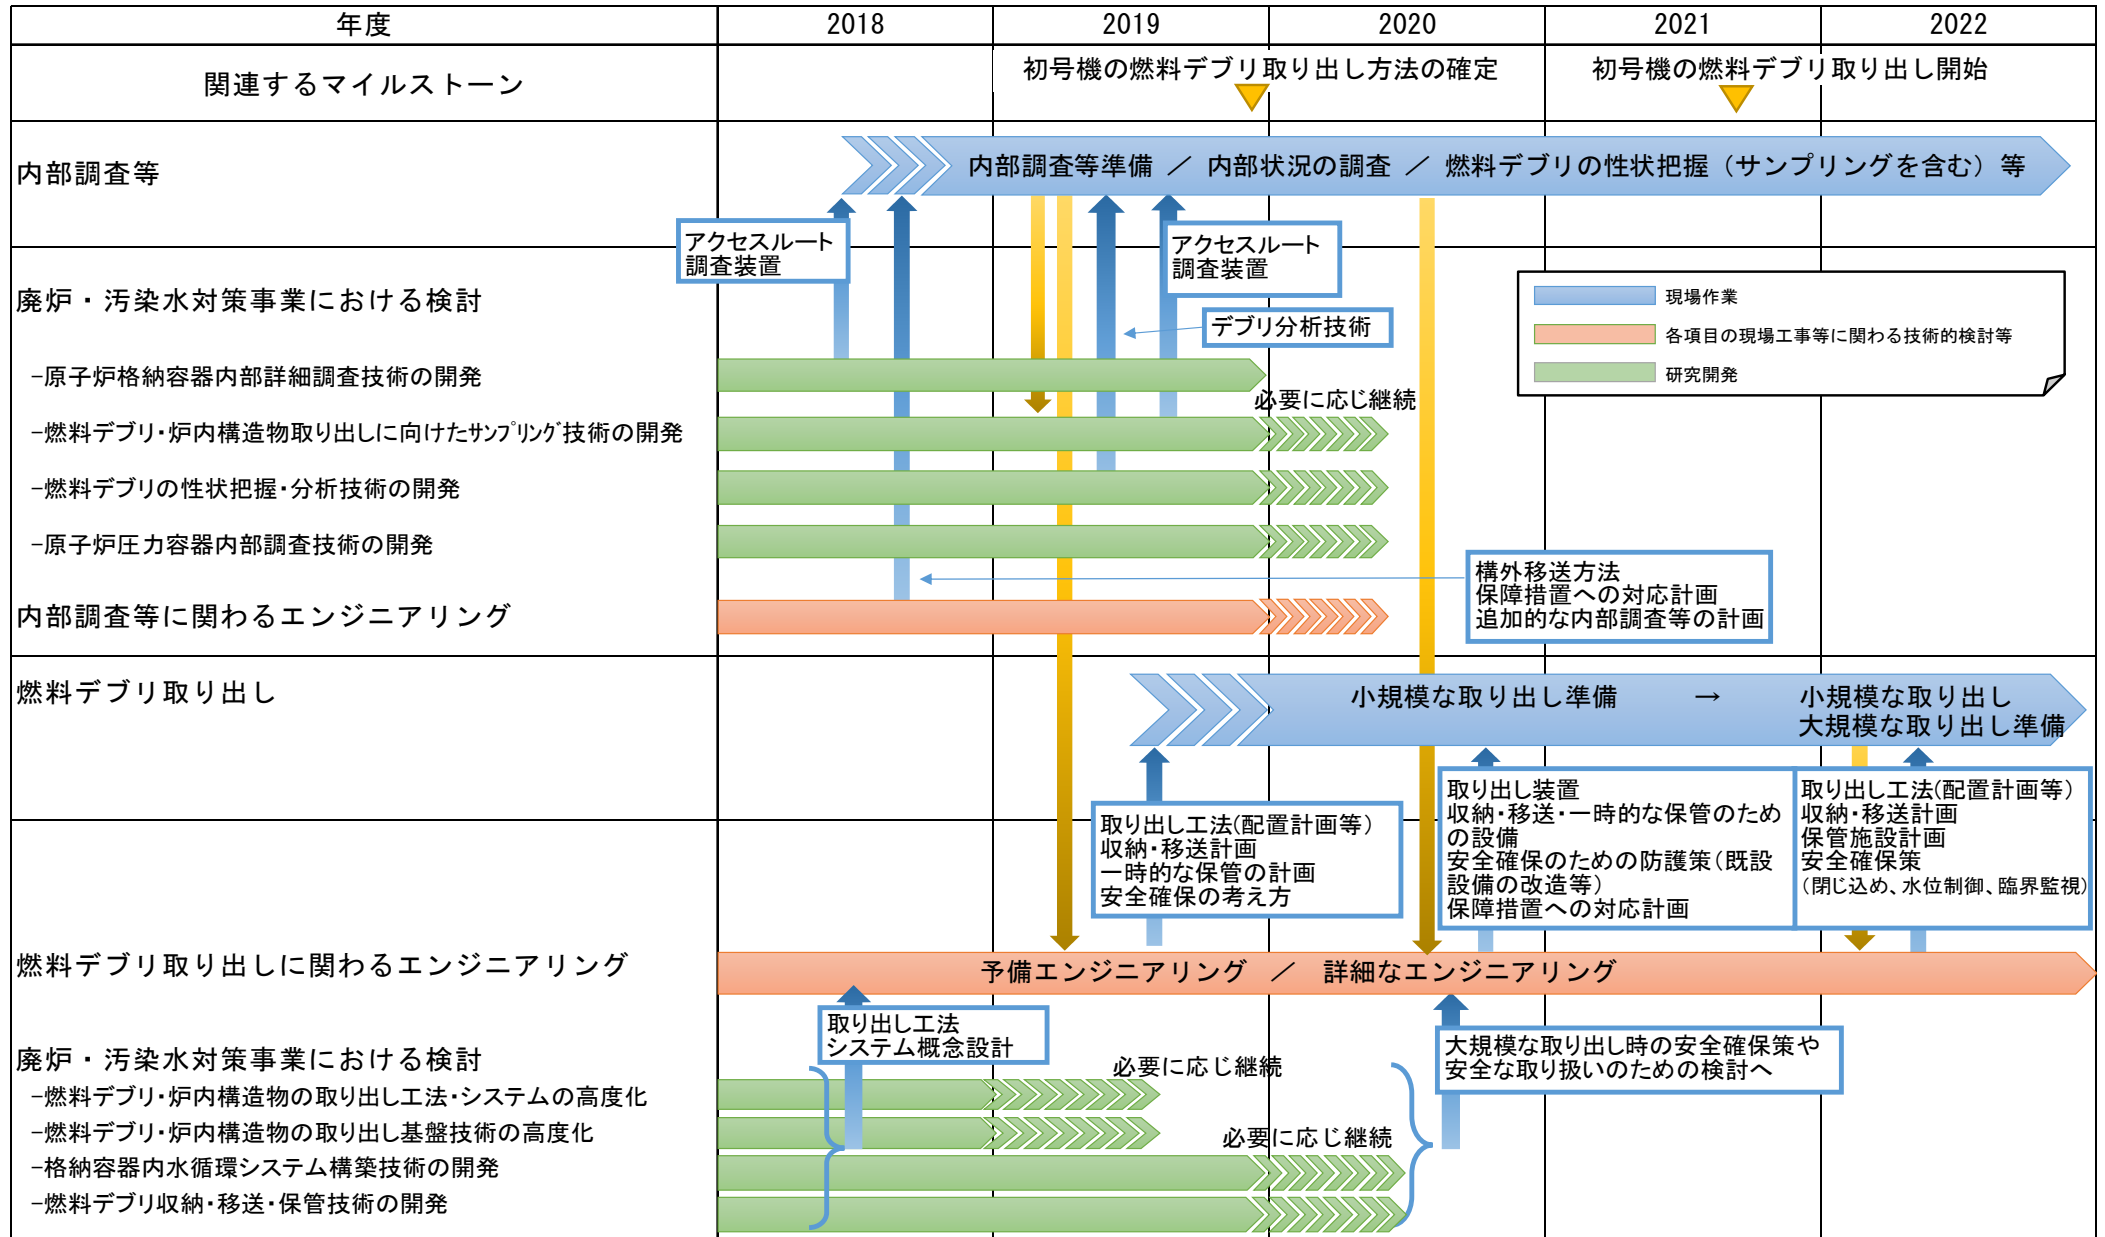 年度 2018 2019 2020 2021 2022
関連するマイルストーン
初号機の燃料デブリ取り出し方法の確定
初号機の燃料デブリ取り出し開始
内部調査等
内部調査等準備 ／ 内部状況の調査 ／ 燃料デブリの性状把握（サンプリングを含む）等
アクセスルート
調査装置
アクセスルート
調査装置
廃炉・汚染水対策事業における検討
デブリ分析技術
現場作業
各項目の現場工事等に関わる技術的検討等
研究開発
－原子炉格納容器内部詳細調査技術の開発
必要に応じ継続
－燃料デブリ・炉内構造物取り出しに向けたサンプリング技術の開発
－燃料デブリの性状把握・分析技術の開発
－原子炉圧力容器内部調査技術の開発
構外移送方法
保障措置への対応計画
追加的な内部調査等の計画
内部調査等に関わるエンジニアリング
燃料デブリ取り出し
小規模な取り出し準備 → 小規模な取り出し
大規模な取り出し準備
取り出し工法(配置計画等）
収納・移送計画
一時的な保管の計画
安全確保の考え方
取り出し装置
収納・移送・一時的な保管のため
の設備
安全確保のための防護策（既設
設備の改造等）
保障措置への対応計画
取り出し工法(配置計画等）
収納・移送計画
保管施設計画
安全確保策
（閉じ込め、水位制御、臨界監視）
燃料デブリ取り出しに関わるエンジニアリング
予備エンジニアリング ／ 詳細なエンジニアリング
取り出し工法
システム概念設計
大規模な取り出し時の安全確保策や
安全な取り扱いのための検討へ
廃炉・汚染水対策事業における検討
必要に応じ継続
－燃料デブリ・炉内構造物の取り出し工法・システムの高度化
－燃料デブリ・炉内構造物の取り出し基盤技術の高度化
必要に応じ継続
－格納容器内水循環システム構築技術の開発
－燃料デブリ収納・移送・保管技術の開発